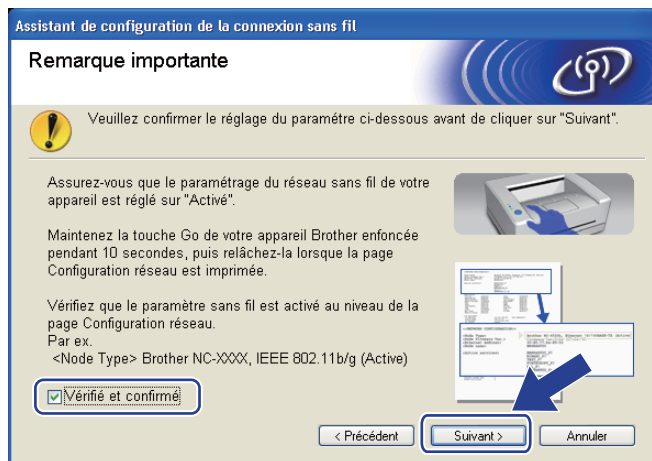 Assistant de configuration de la connexion sans fil
Remarque importante
Veuillez confirmer le réglage du paramétre ci-dessous avant de cliquer sur "Suivant".
Assurez-vous que le paramétrage du réseau sans fil de votre
appareil est réglé sur "Activé".
Maintenez la touche Go de votre appareil Brother enfoncée
pendant 10 secondes, puis relâchez-la lorsque la page
Configuration réseau est imprimée.
Vérifiez que le paramètre sans fil est activé au niveau de la
page Configuration réseau.
Par ex.
<Node Type> Brother NC-XXXX, IEEE 802.11b/g (Active)
Vérifié et confirmé
< Précédent
Suivant >
Annuler